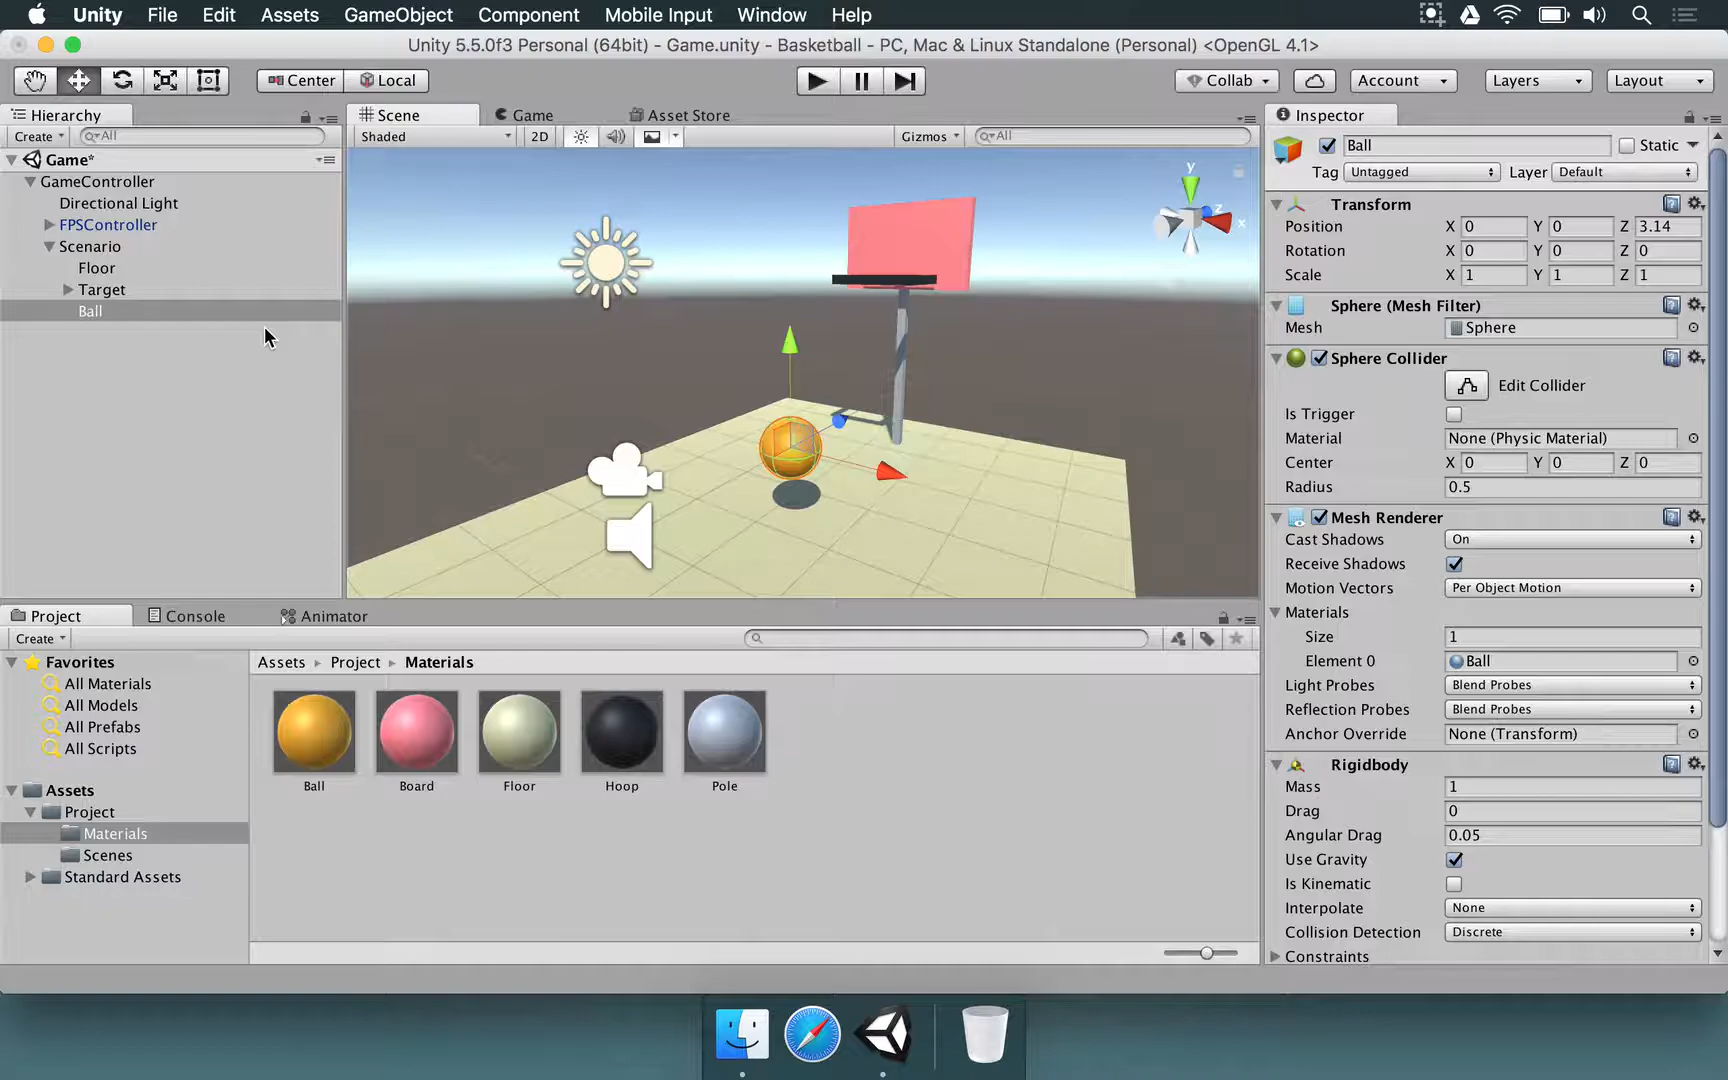 Unity File Edit Assets GameObject Component Mobile Input Window Help
Unity 5.5.0f3 Personal (64bit) - Game.unity - Basketball - PC, Mac & Linux Standalone (Personal) <OpenGL 4.1>
Center Local Collab Account Layers Layout
Hierarchy
Create All
Game*
GameController
Directional Light
FPSController
Scenario
Floor
Target
Ball
Scene Game Asset Store
Shaded 2D Gizmos All
y
z
x
Inspector
Ball Static
Tag Untagged Layer Default
Transform
Position X 0 Y 0 Z 3.14
Rotation X 0 Y 0 Z 0
Scale X 1 Y 1 Z 1
Sphere (Mesh Filter)
Mesh Sphere
Sphere Collider
Edit Collider
Is Trigger
Material None (Physic Material)
Center X 0 Y 0 Z 0
Radius 0.5
Mesh Renderer
Cast Shadows On
Receive Shadows
Motion Vectors Per Object Motion
Materials
Size 1
Element 0 Ball
Light Probes Blend Probes
Reflection Probes Blend Probes
Anchor Override None (Transform)
Rigidbody
Mass 1
Drag 0
Angular Drag 0.05
Use Gravity
Is Kinematic
Interpolate None
Collision Detection Discrete
Constraints
Project Console Animator
Create
Favorites
All Materials
All Models
All Prefabs
All Scripts
Assets
Project
Materials
Scenes
Standard Assets
Assets Project Materials
Ball Board Floor Hoop Pole